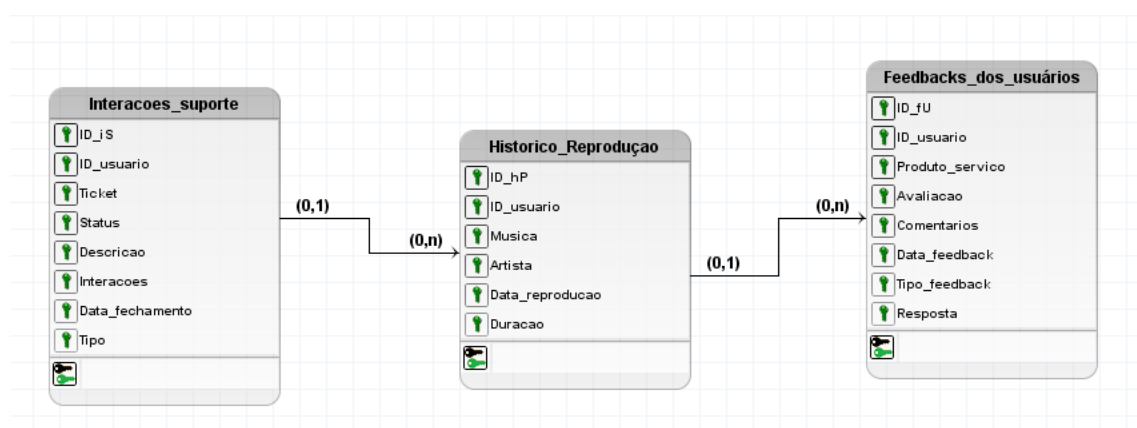 Interacoes_suporte
ID_iS
ID_usuario
Ticket
Status
Descricao
Interacoes
Data_fechamento
Tipo
(0,1)
(0,n)
Historico_Reproduçao
ID_hP
ID_usuario
Musica
Artista
Data_reproducao
Duracao
(0,1)
(0,n)
Feedbacks_dos_usuários
ID_fU
ID_usuario
Produto_servico
Avaliacao
Comentarios
Data_feedback
Tipo_feedback
Resposta